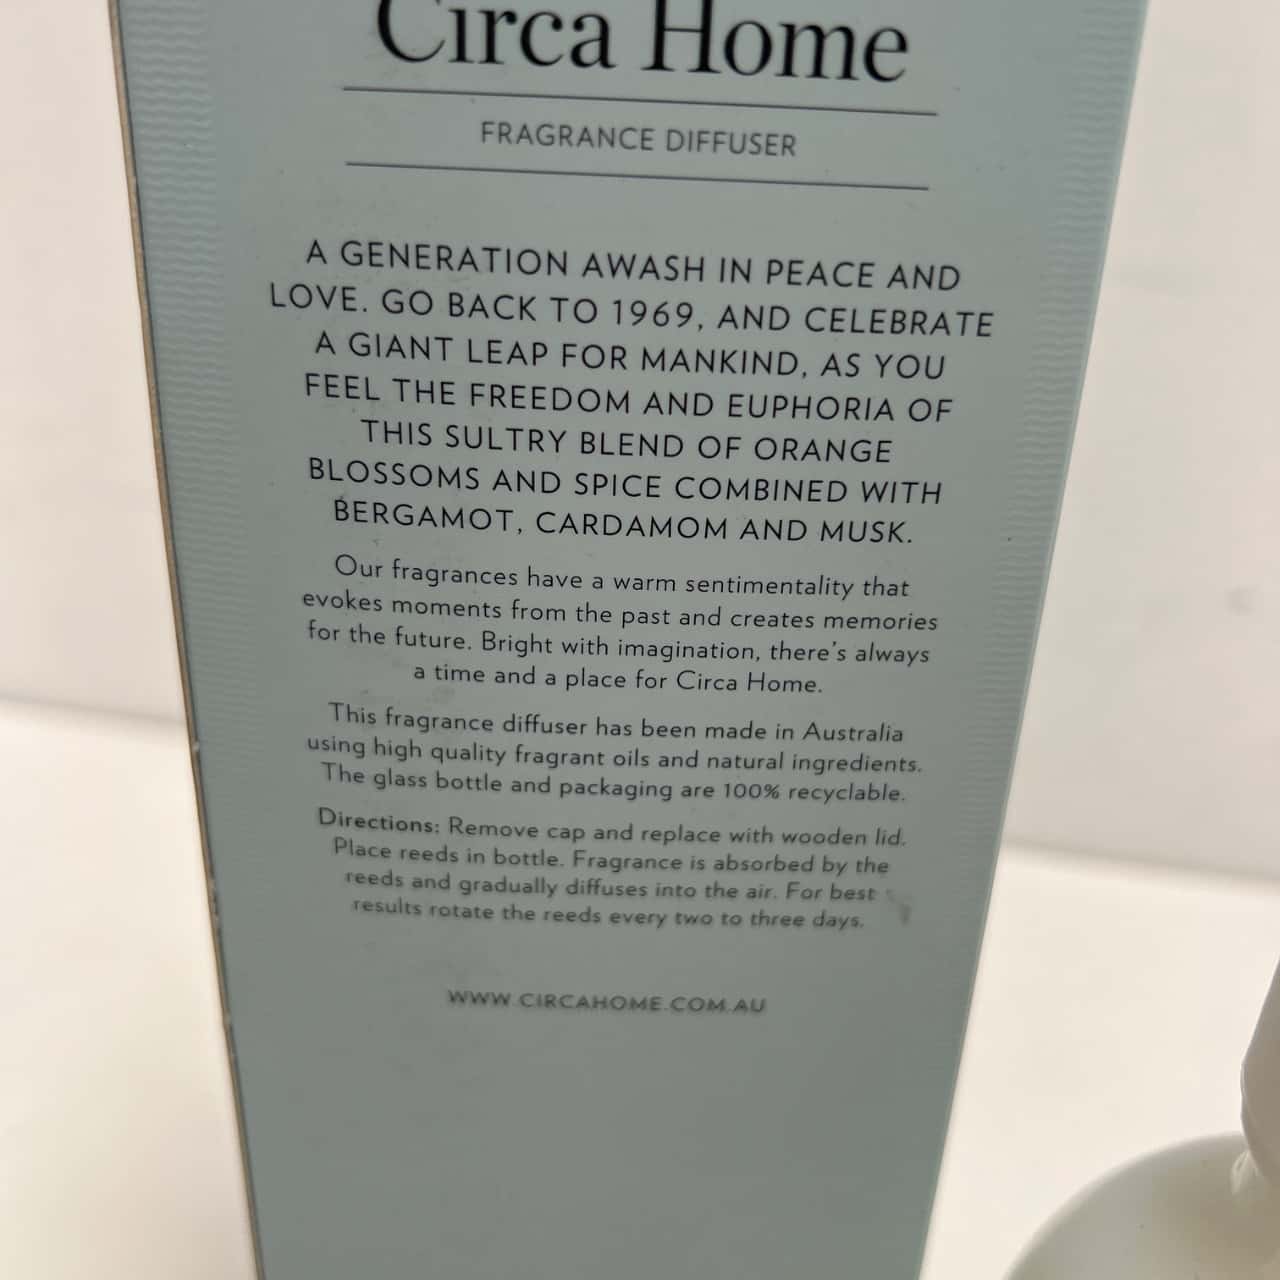 Circa Home
FRAGRANCE DIFFUSER
A GENERATION AWASH IN PEACE AND
LOVE. GO BACK TO 1969, AND CELEBRATE
A GIANT LEAP FOR MANKIND, AS YOU
FEEL THE FREEDOM AND EUPHORIA OF
THIS SULTRY BLEND OF ORANGE
BLOSSOMS AND SPICE COMBINED WITH
BERGAMOT, CARDAMOM AND MUSK.
Our fragrances have a warm sentimentality that
evokes moments from the past and creates memories
for the future. Bright with imagination, there's always
a time and a place for Circa Home.
This fragrance diffuser has been made in Australia
using high quality fragrant oils and natural ingredients.
The glass bottle and packaging are 100% recyclable.
Directions: Remove cap and replace with wooden lid.
Place reeds in bottle. Fragrance is absorbed by the
reeds and gradually diffuses into the air. For best
results rotate the reeds every two to three days.
WWW.CIRCAHOME.COM.AU